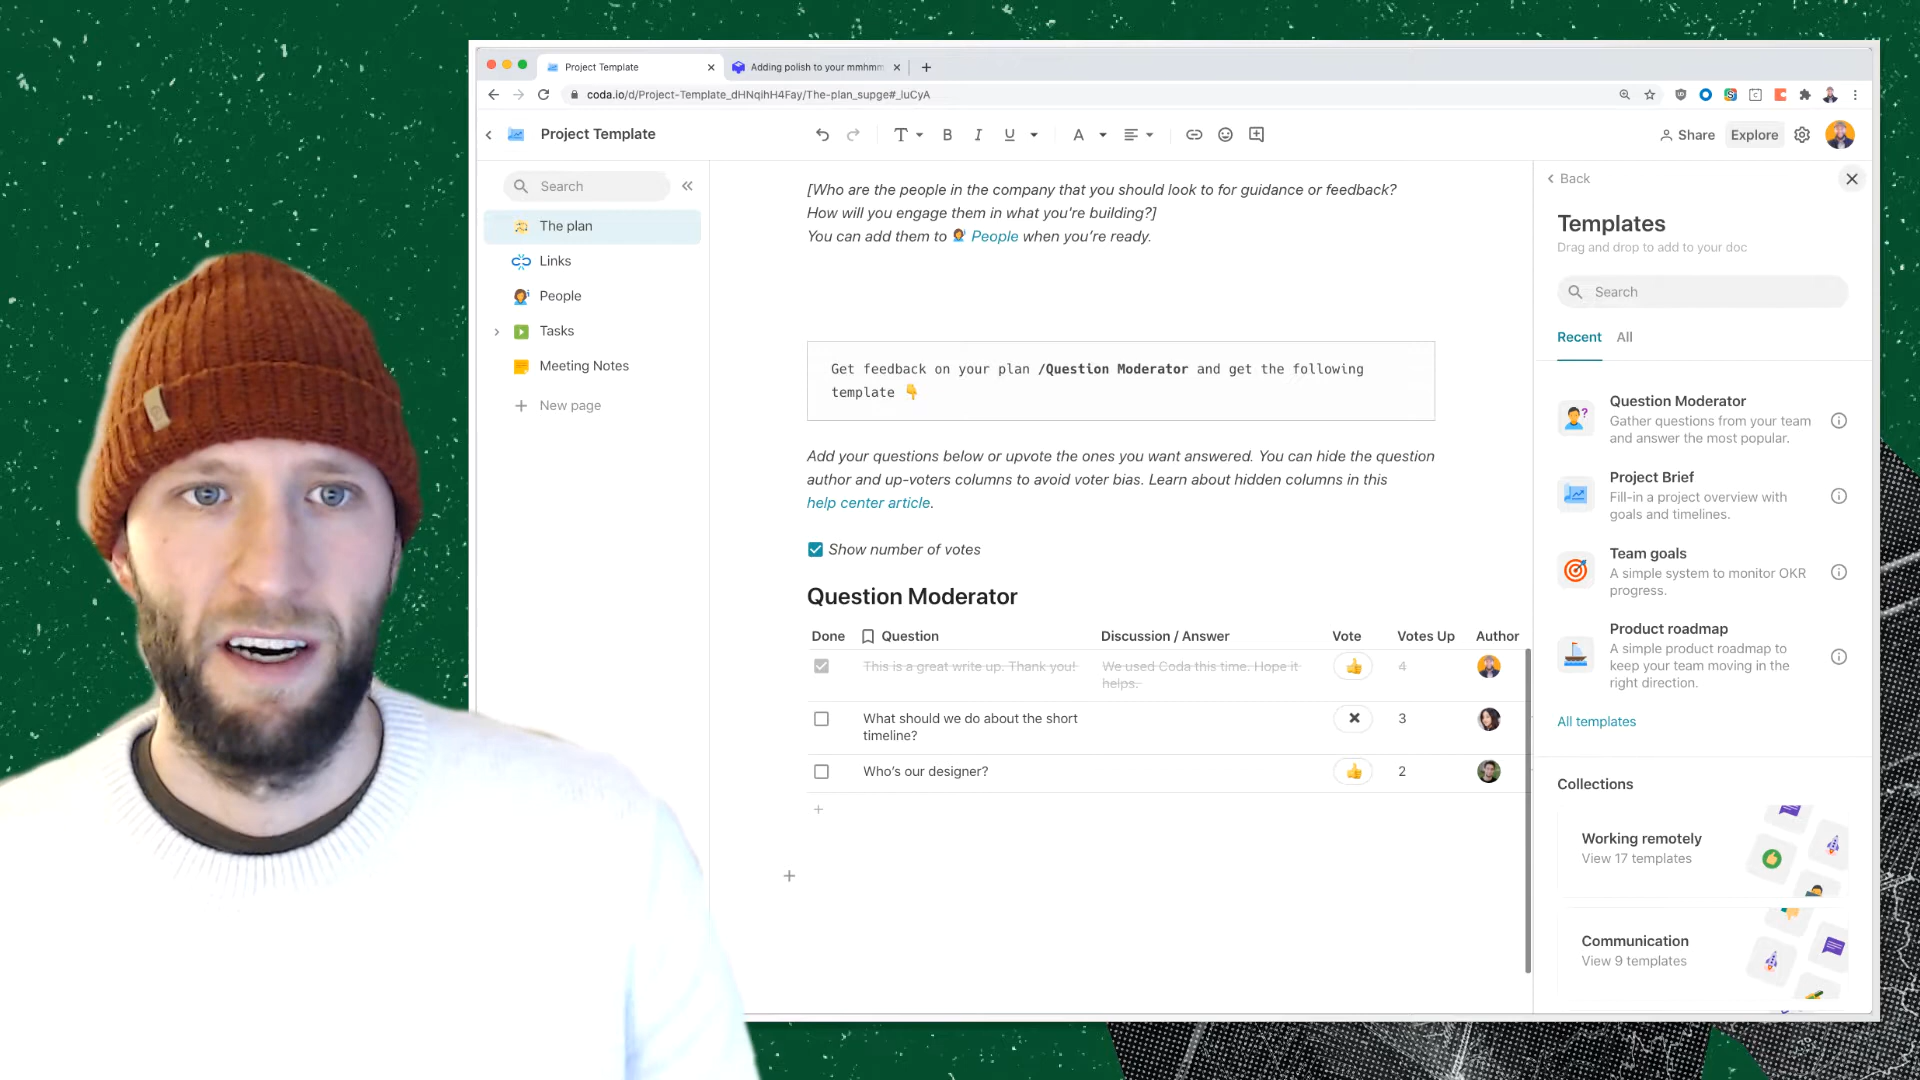 Project Template
Adding polish to your mmhmm
coda.io/d/Project-Template_dHNqihH4Fay/The-plan_supge#_luCyA
Project Template
T
B
I
U
A
Share
Explore
Search
The plan
Links
People
Tasks
Meeting Notes
New page
[Who are the people in the company that you should look to for guidance or feedback?
How will you engage them in what you're building?]
You can add them to People when you're ready.
Get feedback on your plan /Question Moderator and get the following
template 👇
Add your questions below or upvote the ones you want answered. You can hide the question
author and up-voters columns to avoid voter bias. Learn about hidden columns in this
help center article.
Show number of votes
Question Moderator
Done Question Discussion / Answer Vote Votes Up Author
This is a great write up. Thank you! We used Coda this time. Hope it 4
helps.
What should we do about the short 3
timeline?
Who's our designer? 2
Back
Templates
Drag and drop to add to your doc
Search
Recent All
Question Moderator
Gather questions from your team
and answer the most popular.
Project Brief
Fill-in a project overview with
goals and timelines.
Team goals
A simple system to monitor OKR
progress.
Product roadmap
A simple product roadmap to
keep your team moving in the
right direction.
All templates
Collections
Working remotely
View 17 templates
Communication
View 9 templates